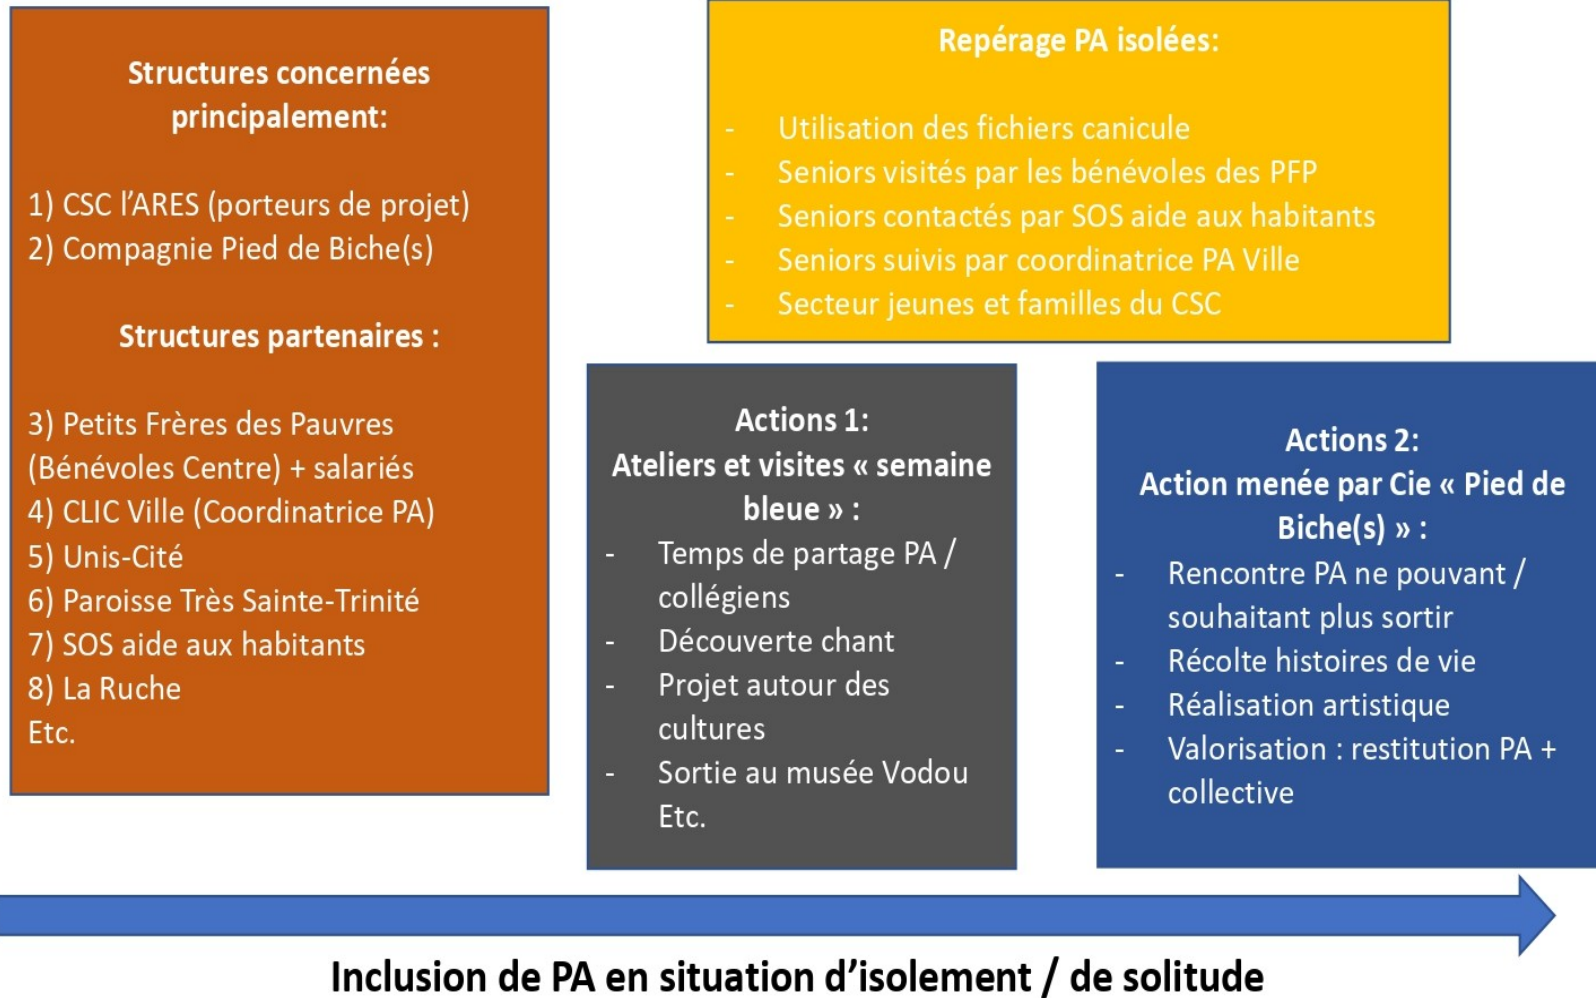 Structures concernées
principalement:
1) CSC l’ARES (porteurs de projet)
2) Compagnie Pied de Biche(s)
Structures partenaires :
3) Petits Frères des Pauvres
(Bénévoles Centre) + salariés
4) CLIC Ville (Coordinatrice PA)
5) Unis-Cité
6) Paroisse Très Sainte-Trinité
7) SOS aide aux habitants
8) La Ruche
Etc.
Repérage PA isolées:
- Utilisation des fichiers canicule
- Seniors visités par les bénévoles des PFP
- Seniors contactés par SOS aide aux habitants
- Seniors suivis par coordinatrice PA Ville
- Secteur jeunes et familles du CSC
Actions 1:
Ateliers et visites « semaine
bleue » :
- Temps de partage PA /
collégiens
- Découverte chant
- Projet autour des
cultures
- Sortie au musée Vodou
Etc.
Actions 2:
Action menée par Cie « Pied de
Biche(s) » :
- Rencontre PA ne pouvant /
souhaitant plus sortir
- Récolte histoires de vie
- Réalisation artistique
- Valorisation : restitution PA +
collective
Inclusion de PA en situation d’isolement / de solitude